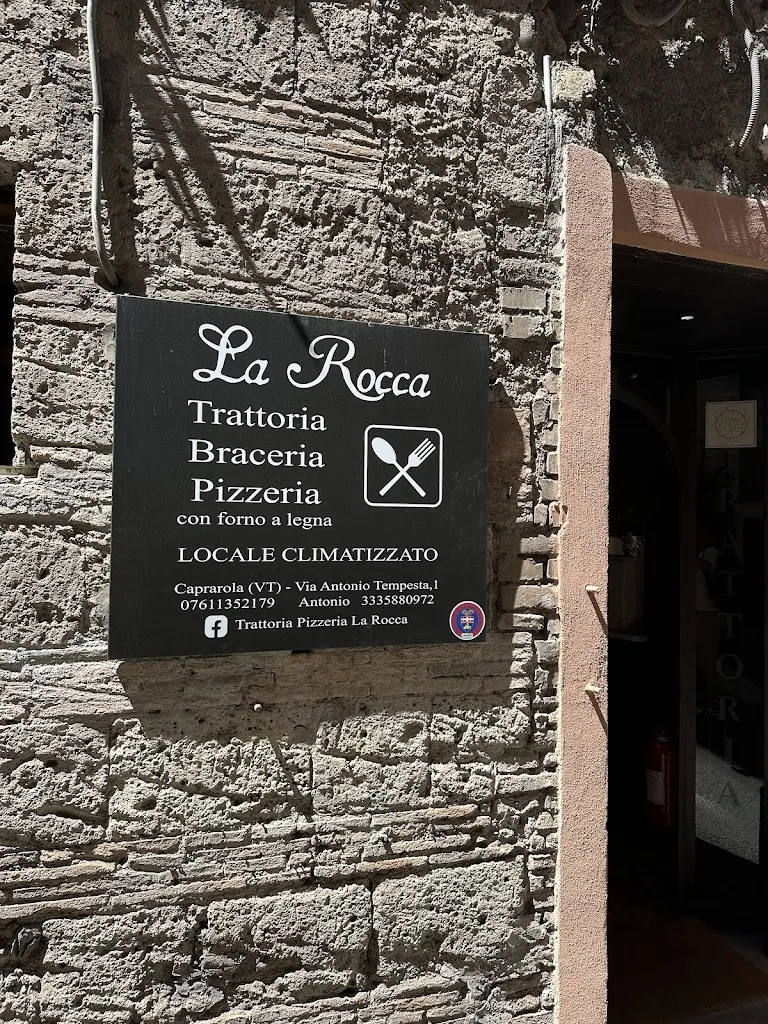 La Rocca
Trattoria
Braceria
Pizzeria
con forno a legna
LOCALE CLIMATIZZATO
Caprarola (VT) - Via Antonio Tempesta,1
07611352179 Antonio 3335880972
Trattoria Pizzeria La Rocca
TRATTORIA